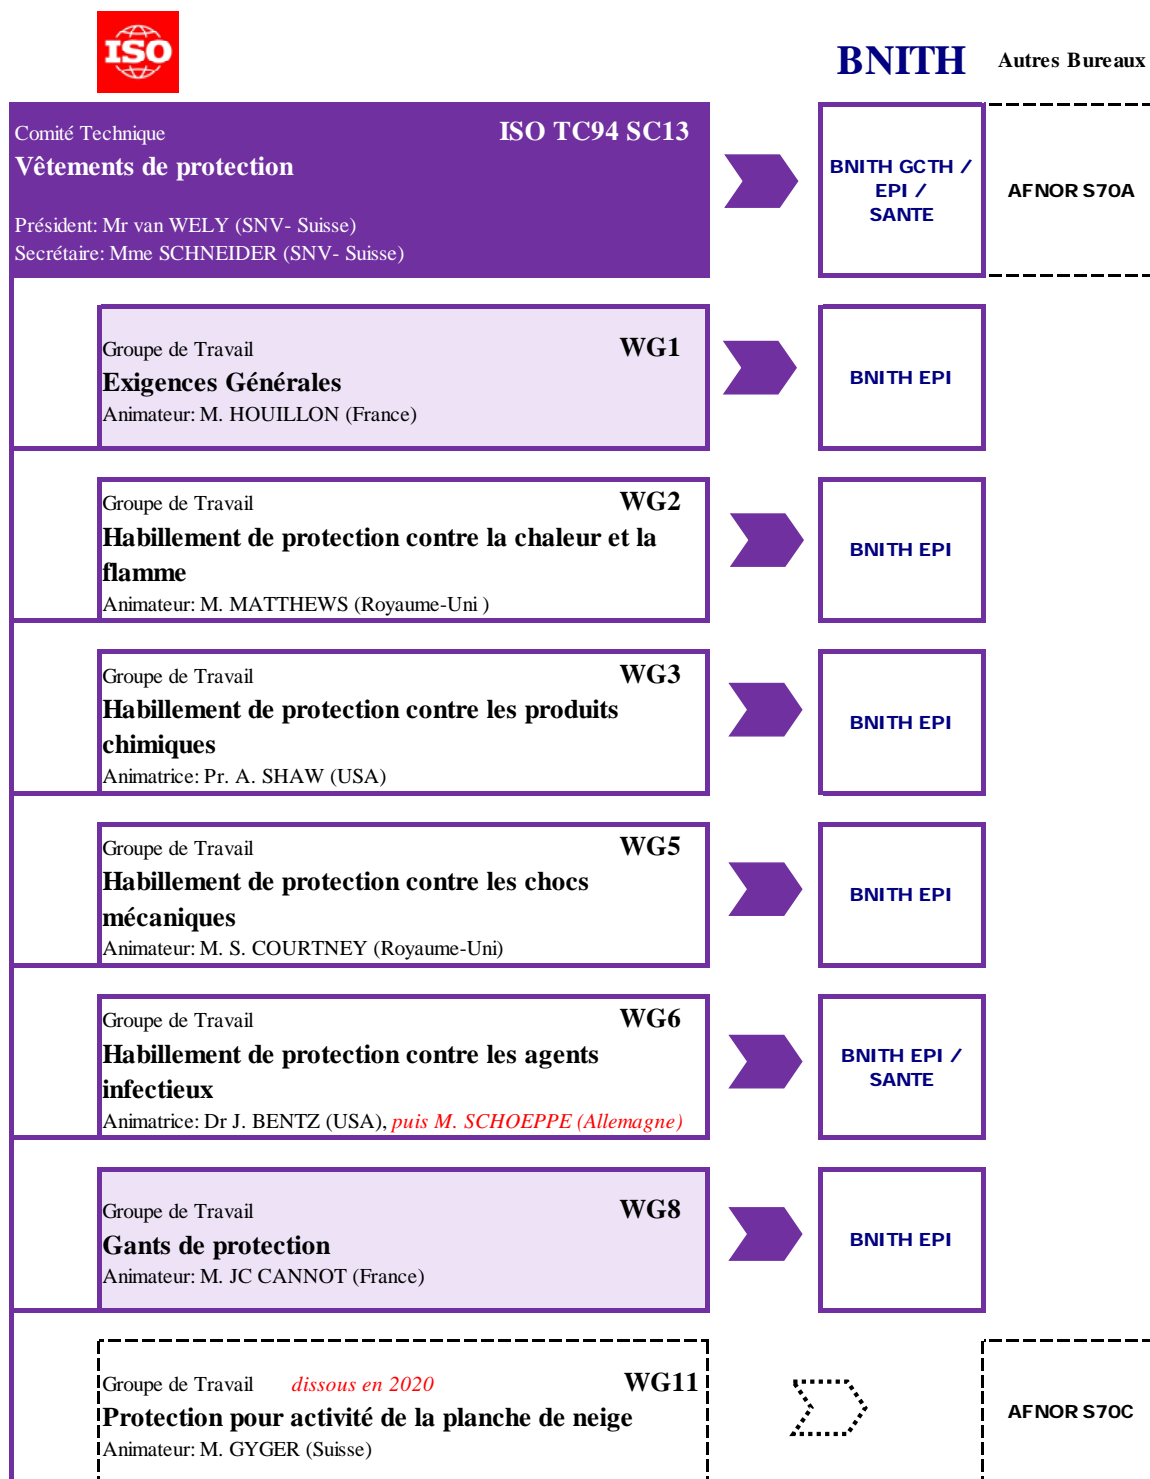 ISO
BNITH
Autres Bureaux
Comité Technique
ISO TC94 SC13
Vêtements de protection
Président: Mr van WELY (SNV- Suisse)
Secrétaire: Mme SCHNEIDER (SNV- Suisse)
BNITH GCTH /
EPI /
SANTE
AFNOR S70A
Groupe de Travail
WG1
Exigences Générales
Animateur: M. HOUILLON (France)
BNITH EPI
Groupe de Travail
WG2
Habillement de protection contre la chaleur et la
flamme
Animateur: M. MATTHEWS (Royaume-Uni )
BNITH EPI
Groupe de Travail
WG3
Habillement de protection contre les produits
chimiques
Animatrice: Pr. A. SHAW (USA)
BNITH EPI
Groupe de Travail
WG5
Habillement de protection contre les chocs
mécaniques
Animateur: M. S. COURTNEY (Royaume-Uni)
BNITH EPI
Groupe de Travail
WG6
Habillement de protection contre les agents
infectieux
Animatrice: Dr J. BENTZ (USA), puis M. SCHOEPPE (Allemagne)
BNITH EPI /
SANTE
Groupe de Travail
WG8
Gants de protection
Animateur: M. JC CANNOT (France)
BNITH EPI
Groupe de Travail dissous en 2020
WG11
Protection pour activité de la planche de neige
Animateur: M. GYGER (Suisse)
AFNOR S70C